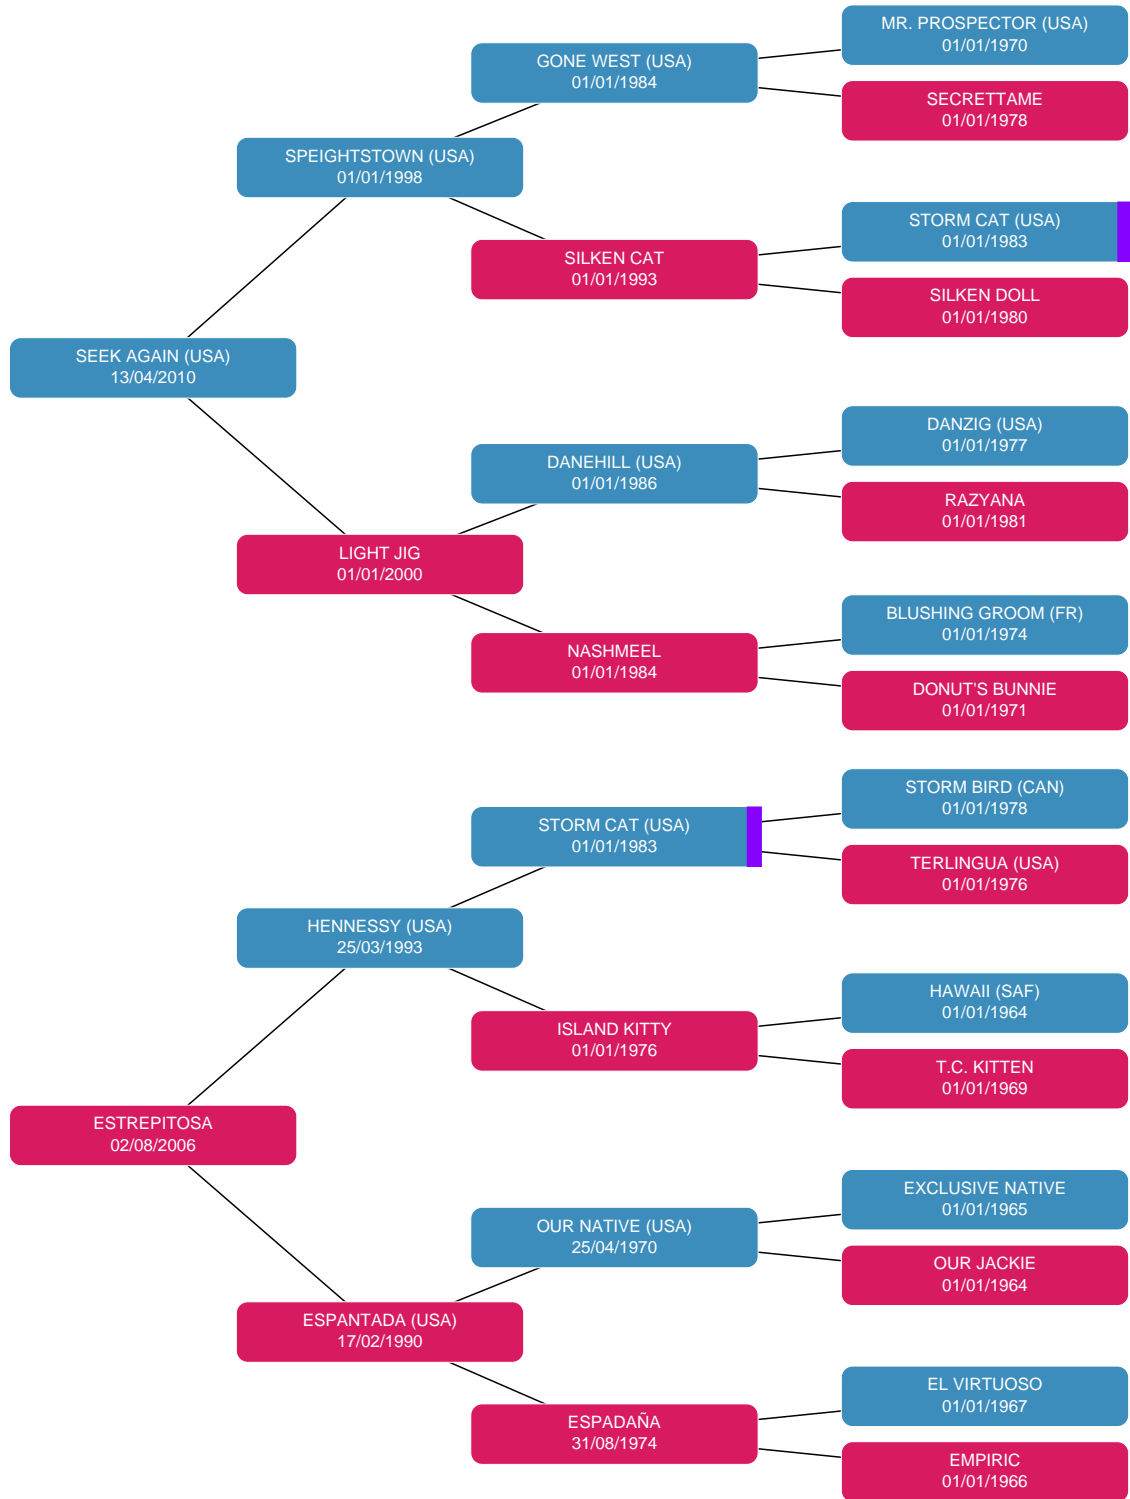 MR. PROSPECTOR (USA)
01/01/1970
GONE WEST (USA)
01/01/1984
SECRETTAME
01/01/1978
SPEIGHTSTOWN (USA)
01/01/1998
STORM CAT (USA)
01/01/1983
SILKEN CAT
01/01/1993
SILKEN DOLL
01/01/1980
SEEK AGAIN (USA)
13/04/2010
DANZIG (USA)
01/01/1977
DANEHILL (USA)
01/01/1986
RAZYANA
01/01/1981
LIGHT JIG
01/01/2000
BLUSHING GROOM (FR)
01/01/1974
NASHMEEL
01/01/1984
DONUT'S BUNNIE
01/01/1971
STORM BIRD (CAN)
01/01/1978
STORM CAT (USA)
01/01/1983
TERLINGUA (USA)
01/01/1976
HENNESSY (USA)
25/03/1993
HAWAII (SAF)
01/01/1964
ISLAND KITTY
01/01/1976
T.C. KITTEN
01/01/1969
ESTREPITOSA
02/08/2006
EXCLUSIVE NATIVE
01/01/1965
OUR NATIVE (USA)
25/04/1970
OUR JACKIE
01/01/1964
ESPANTADA (USA)
17/02/1990
EL VIRTUOSO
01/01/1967
ESPADAÑA
31/08/1974
EMPIRIC
01/01/1966